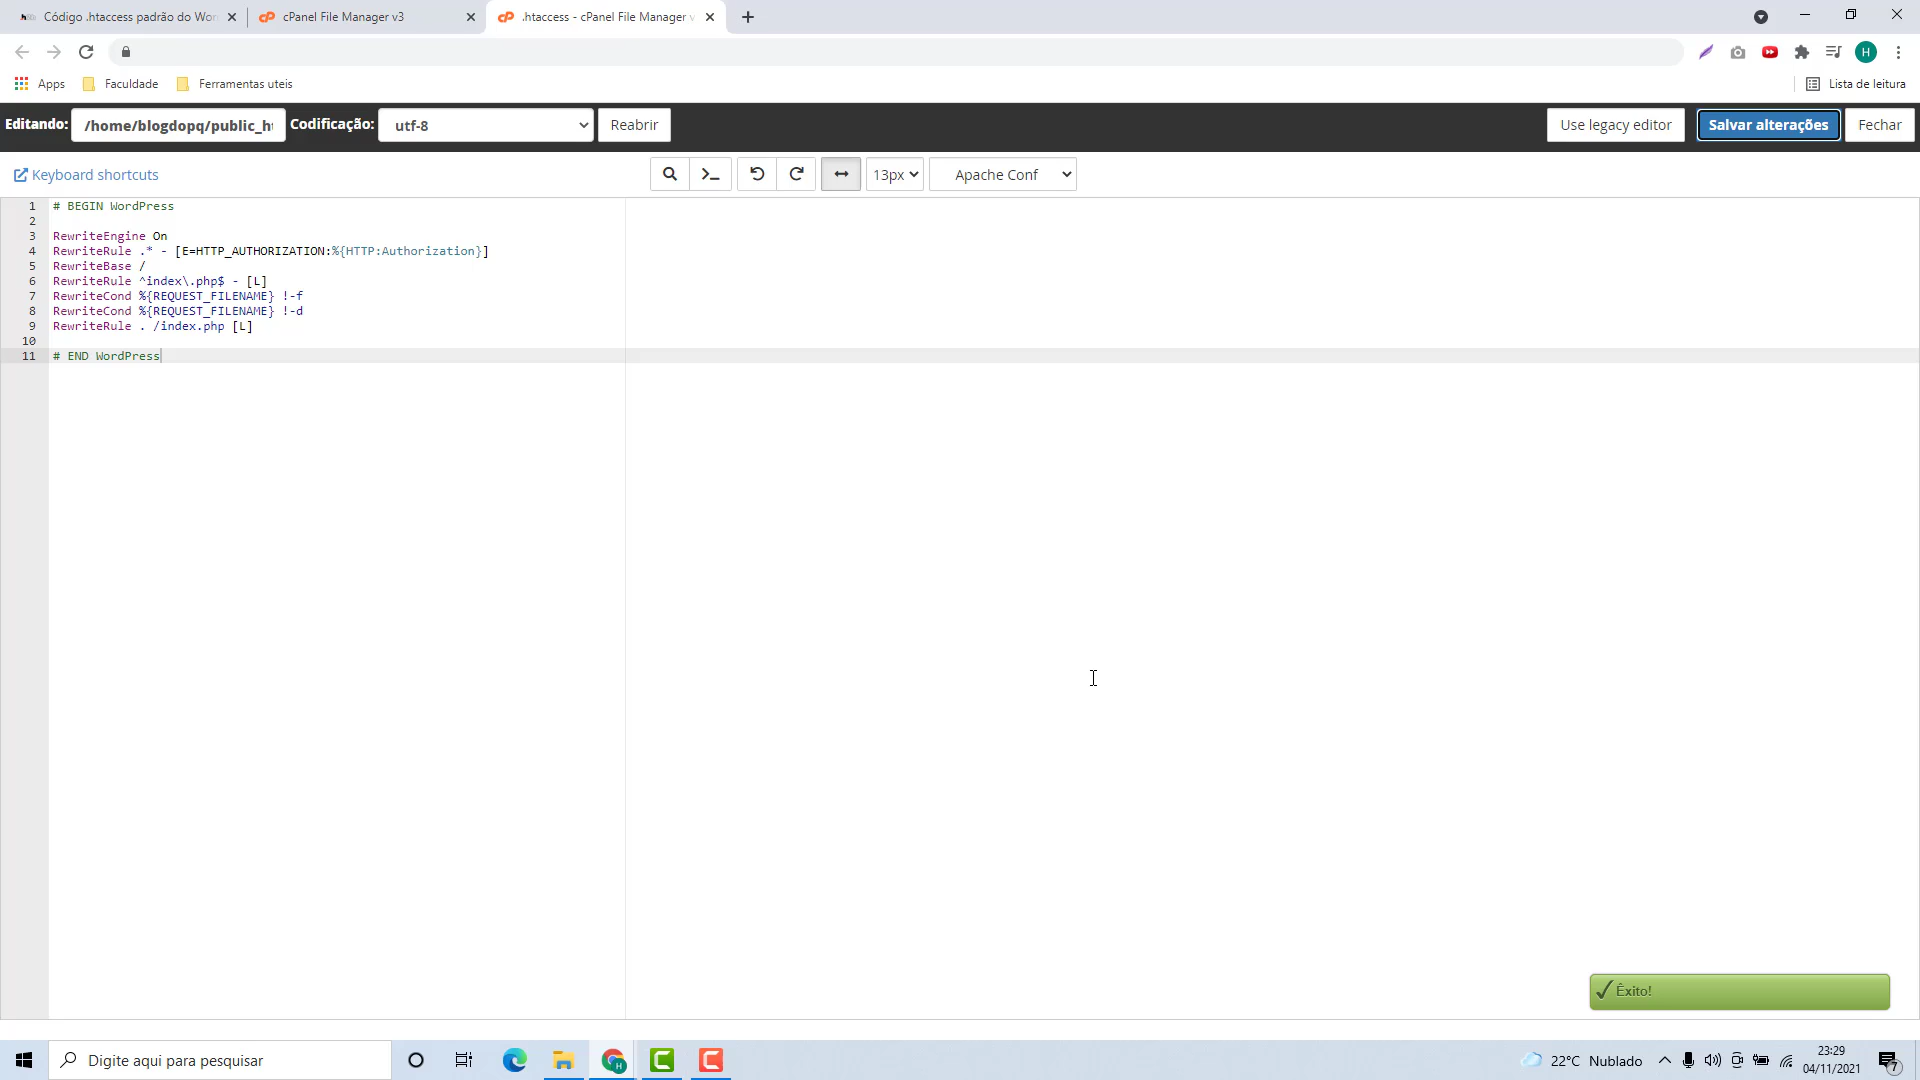 Código .htaccess padrão do Wor
cPanel File Manager v3
.htaccess - cPanel File Manager v
H
Apps
Faculdade
Ferramentas uteis
Lista de leitura
Editando:
/home/blogdopq/public_ht
Codificação:
utf-8
Reabrir
Use legacy editor
Salvar alterações
Fechar
Keyboard shortcuts
13px
Apache Conf
1 # BEGIN WordPress
2
3 RewriteEngine On
4 RewriteRule .* - [E=HTTP_AUTHORIZATION:%{HTTP:Authorization}]
5 RewriteBase /
6 RewriteRule ^index\.php$ - [L]
7 RewriteCond %{REQUEST_FILENAME} !-f
8 RewriteCond %{REQUEST_FILENAME} !-d
9 RewriteRule . /index.php [L]
10
11 # END WordPress
Êxito!
Digite aqui para pesquisar
22°C Nublado
23:29
04/11/2021
7